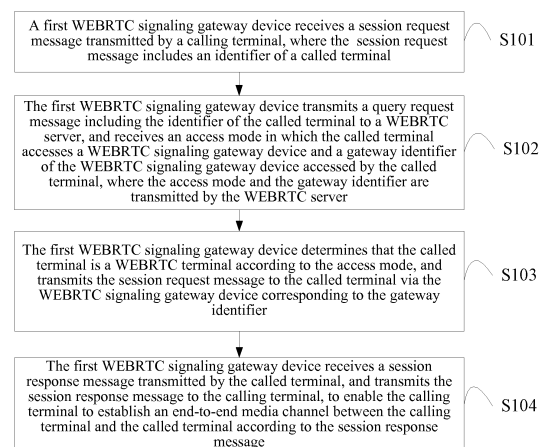 A first WEBRTC signaling gateway device receives a session request
message transmitted by a calling terminal, where the session request
message includes an identifier of a called terminal
S101
The first WEBRTC signaling gateway device transmits a query request
message including the identifier of the called terminal to a WEBRTC
server, and receives an access mode in which the called terminal
accesses a WEBRTC signaling gateway device and a gateway identifier
of the WEBRTC signaling gateway device accessed by the called
terminal, where the access mode and the gateway identifier are
transmitted by the WEBRTC server
S102
The first WEBRTC signaling gateway device determines that the called
terminal is a WEBRTC terminal according to the access mode, and
transmits the session request message to the called terminal via the
WEBRTC signaling gateway device corresponding to the gateway
identifier
S103
The first WEBRTC signaling gateway device receives a session
response message transmitted by the called terminal, and transmits the
session response message to the calling terminal, to enable the calling
terminal to establish an end-to-end media channel between the calling
terminal and the called terminal according to the session response
message
S104